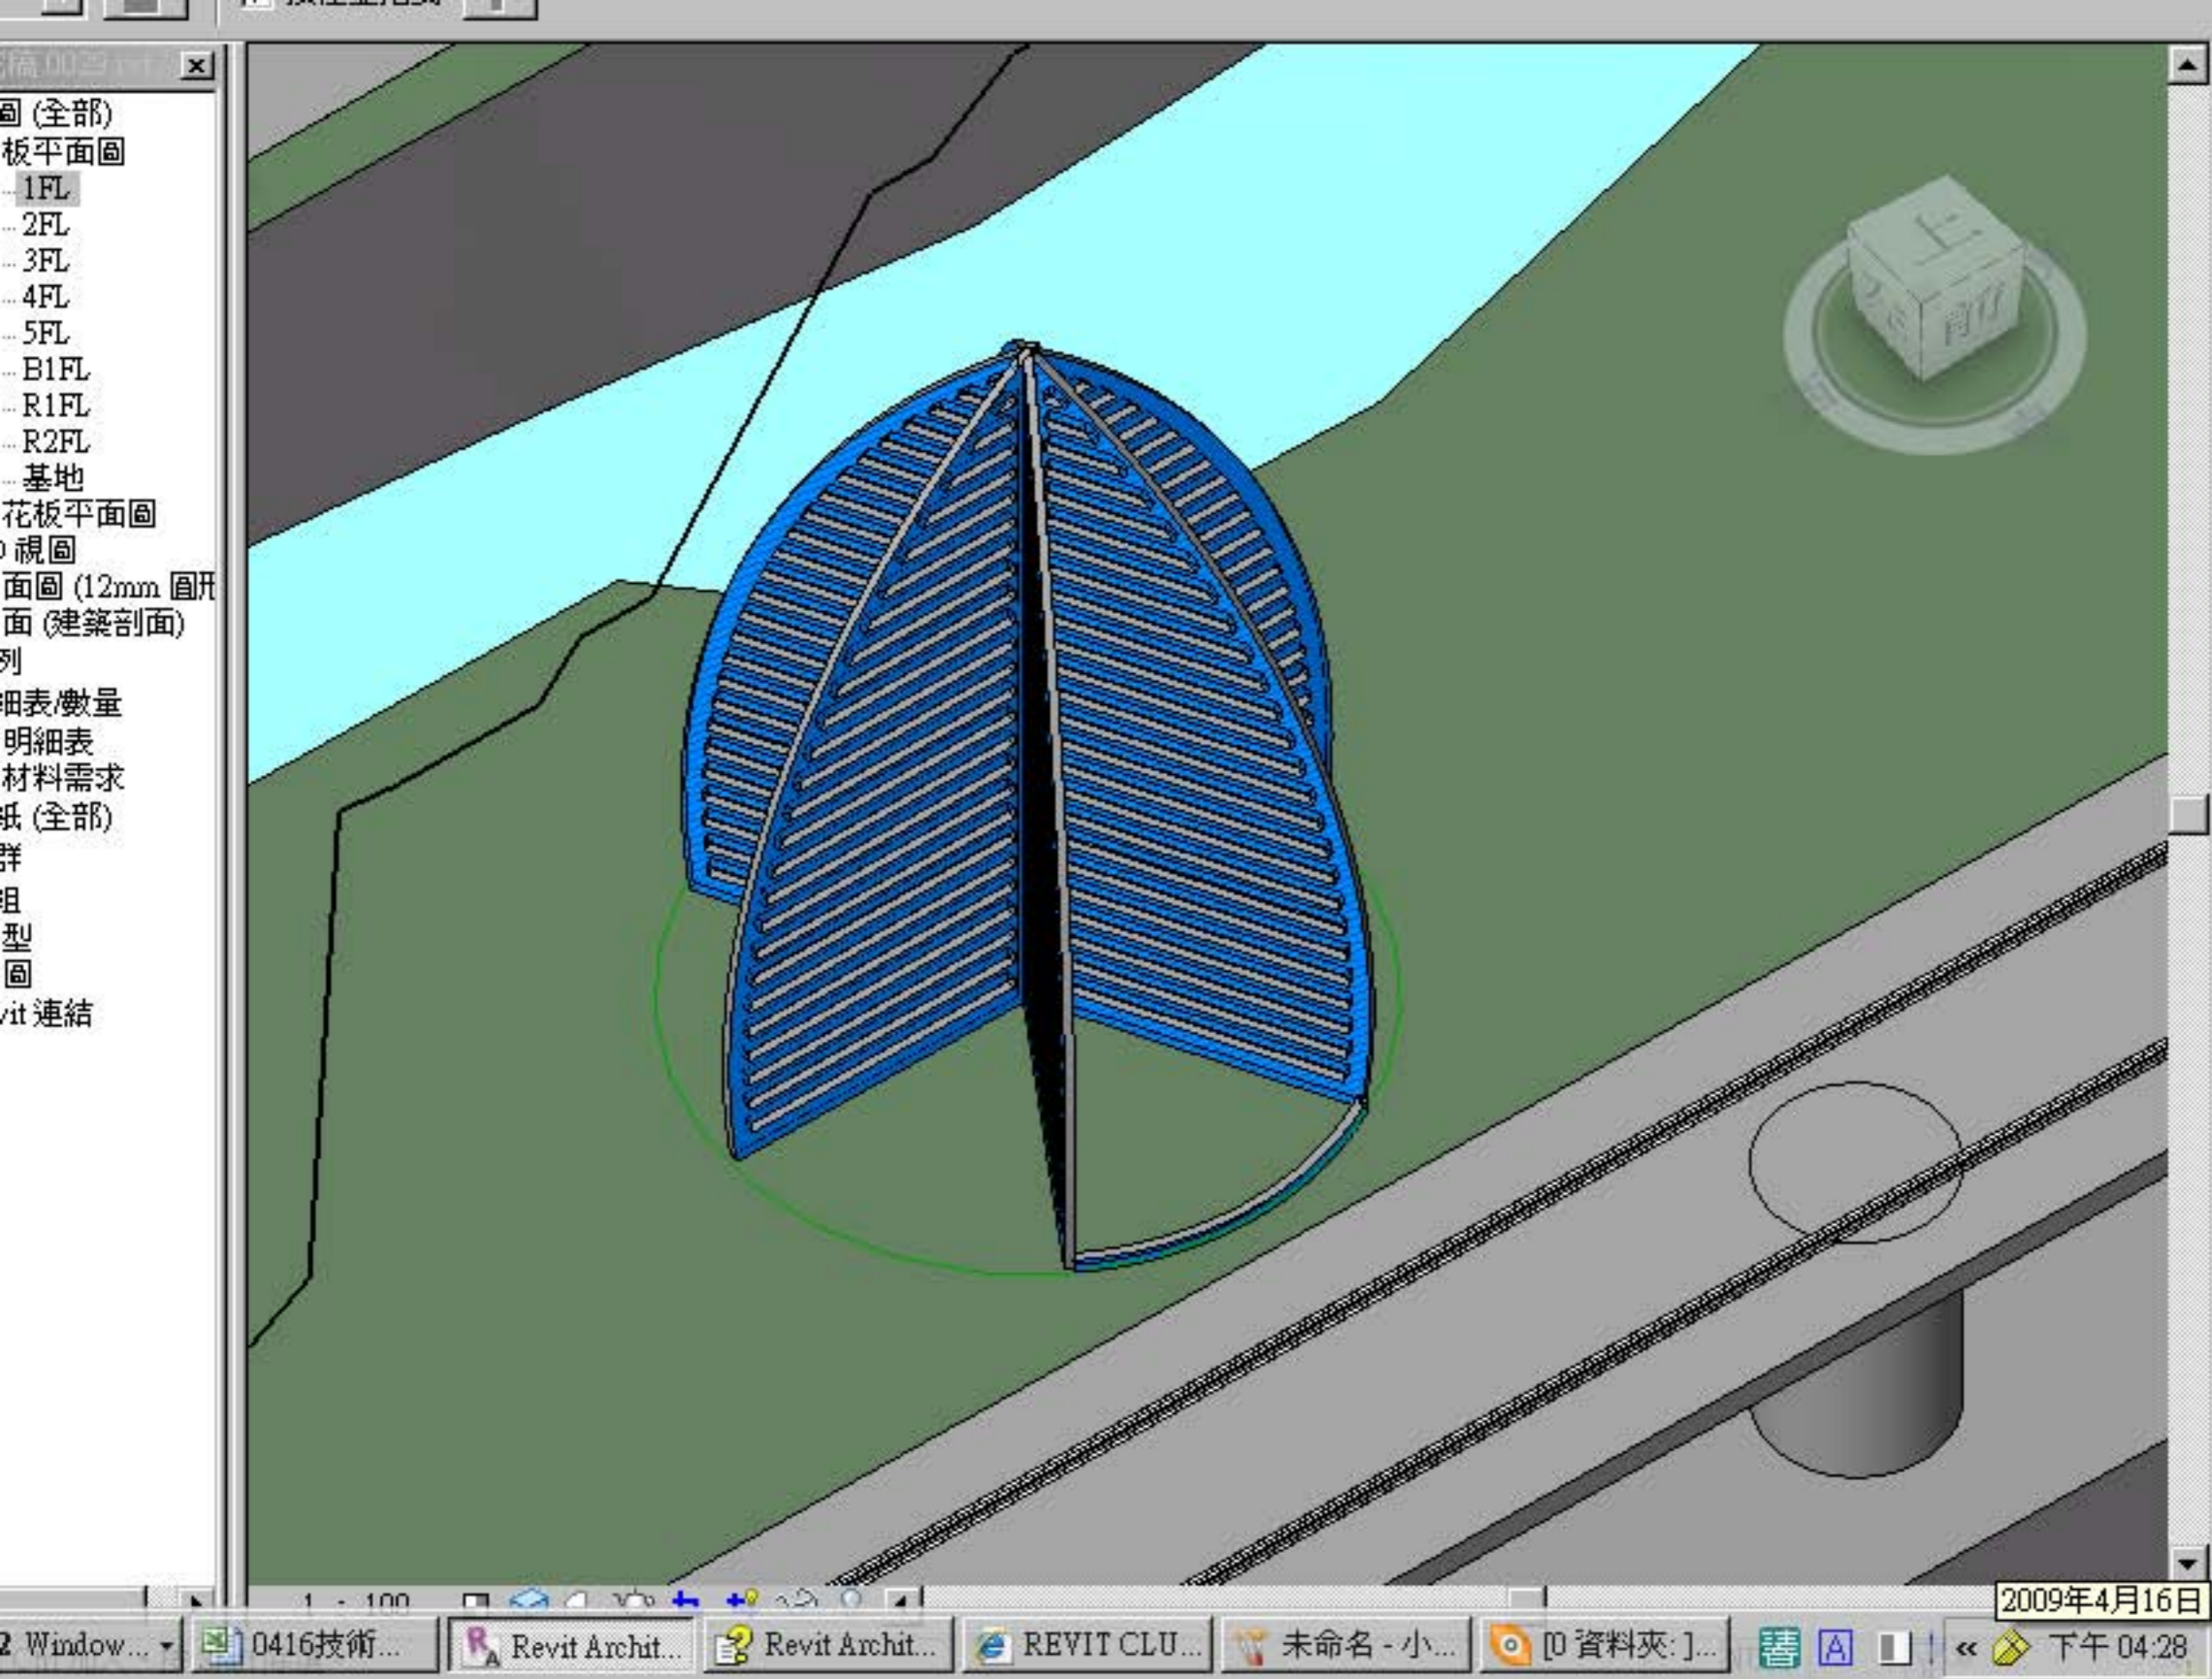 圖 (全部)
板平面圖
1FL
2FL
3FL
4FL
5FL
B1FL
R1FL
R2FL
基地
花板平面圖
視圖
面圖 (12mm 圓形
面 (建築剖面)
列
細表/數量
明細表
材料需求
紙 (全部)
群
組
型
圖
vit 連結
上
前
1 : 100
2009年4月16日
2 Window...
0416技術...
Revit Archit...
Revit Archit...
REVIT CLU...
未命名 - 小...
[0 資料夾: ]...
A
«
下午 04:28